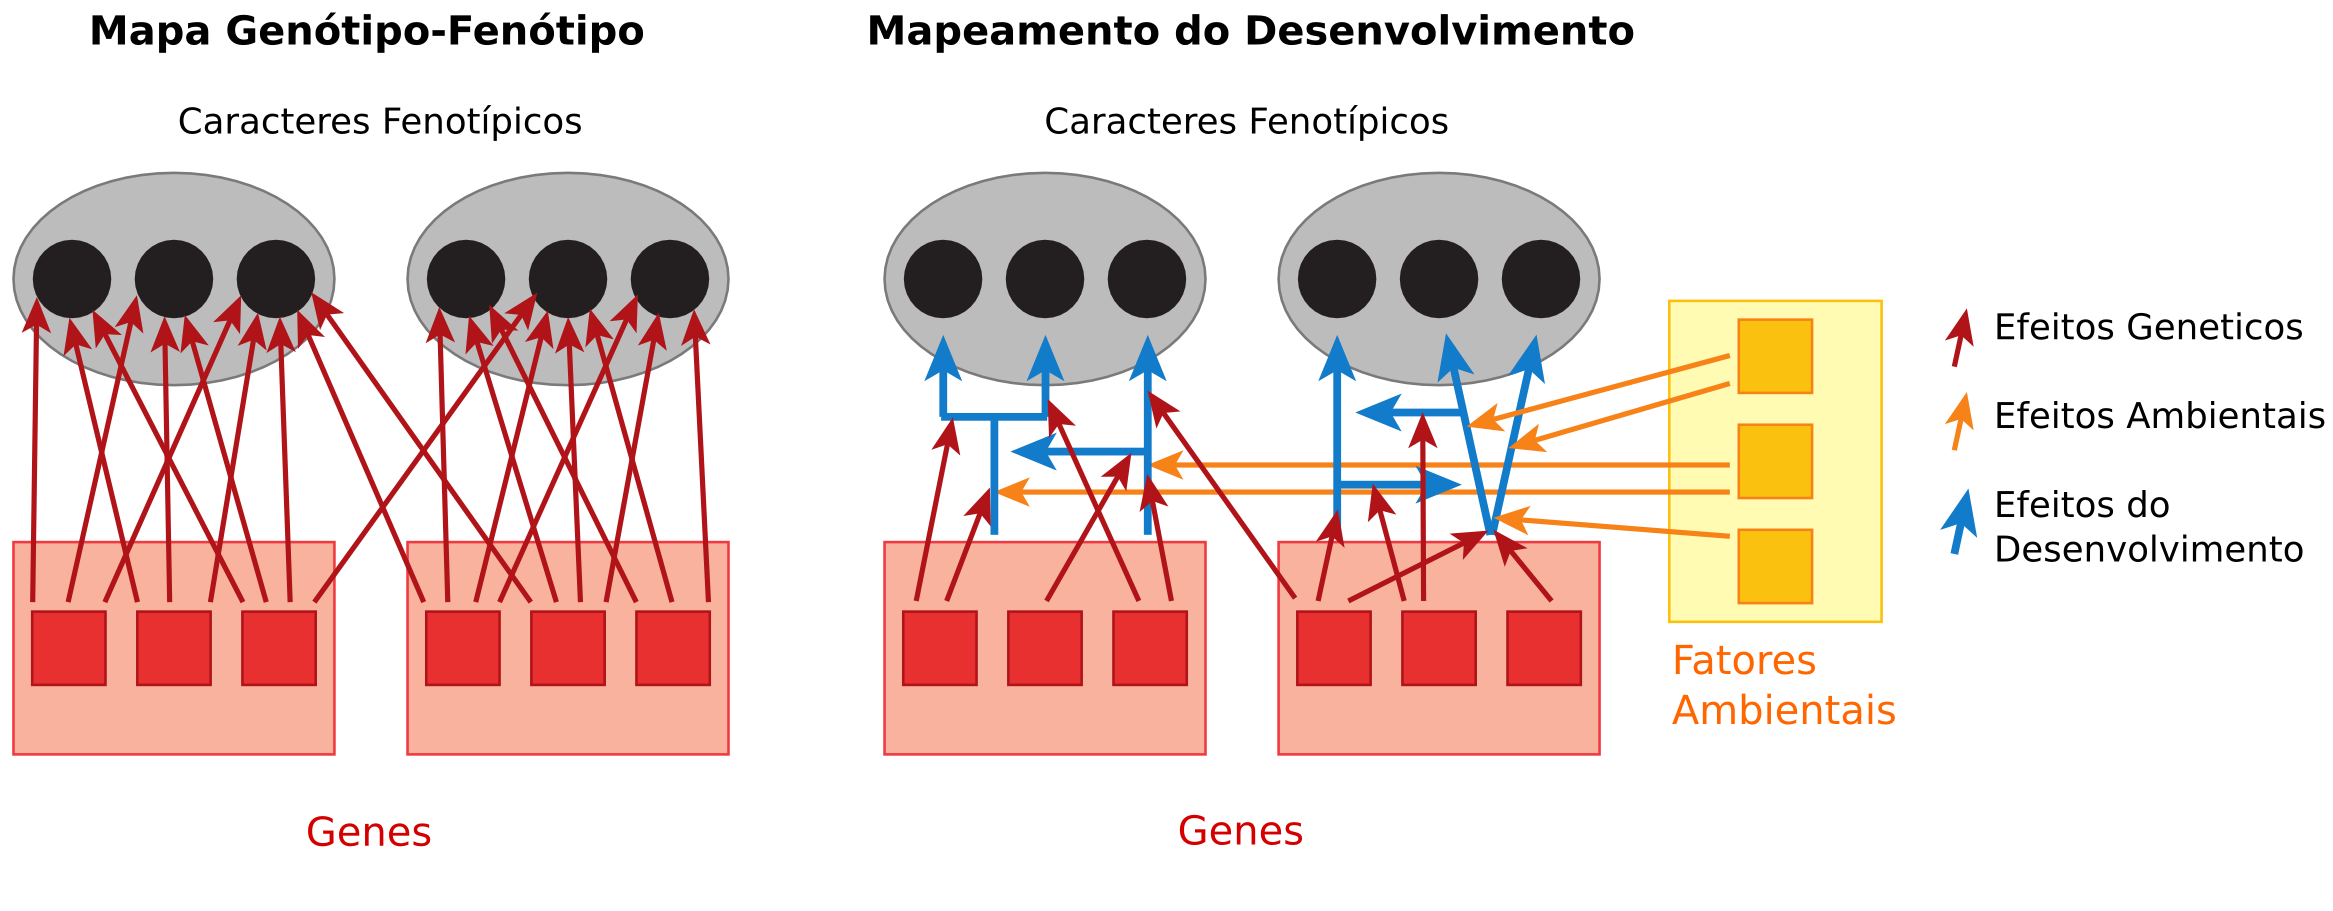 Mapa Genótipo-Fenótipo
Caracteres Fenotípicos
Genes
Mapeamento do Desenvolvimento
Caracteres Fenotípicos
Genes
Fatores
Ambientais
Efeitos Geneticos
Efeitos Ambientais
Efeitos do
Desenvolvimento